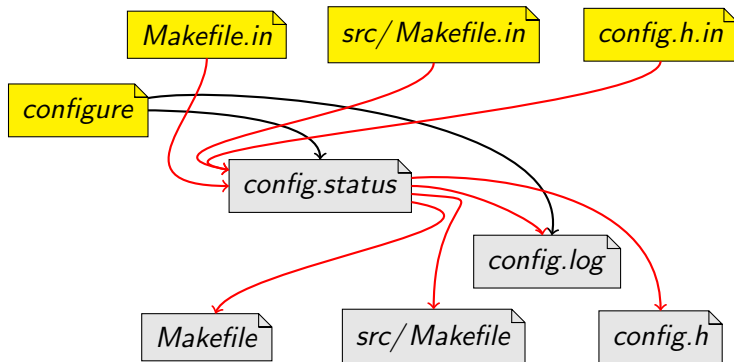 Makefile.in
src/Makefile.in
config.h.in
configure
config.status
config.log
Makefile
src/Makefile
config.h